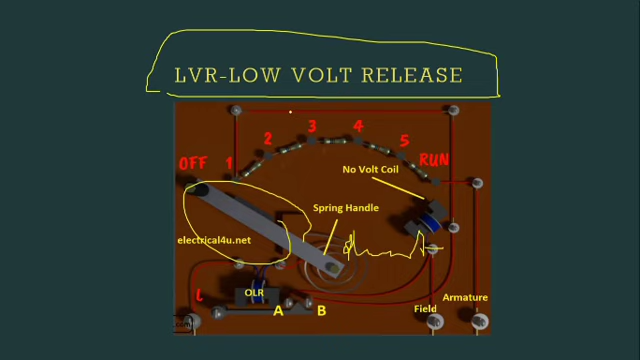 LVR-LOW VOLT RELEASE
3
4
2
5
OFF
1
RUN
No Volt Coil
Spring Handle
electrical4u.net
L
OLR
A
B
Field
Armature